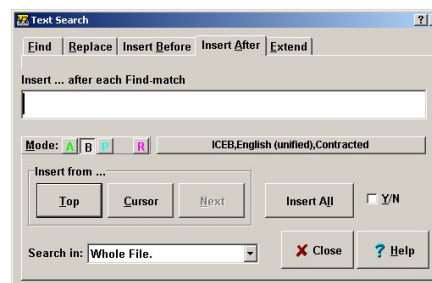 Text Search ?
Find Replace Insert Before Insert After Extend
Insert ... after each Find-match
Mode: A B P R ICEB,English (unified),Contracted
Insert from ...
Top Cursor Next Insert All Y/N
Search in: Whole File. Close ? Help